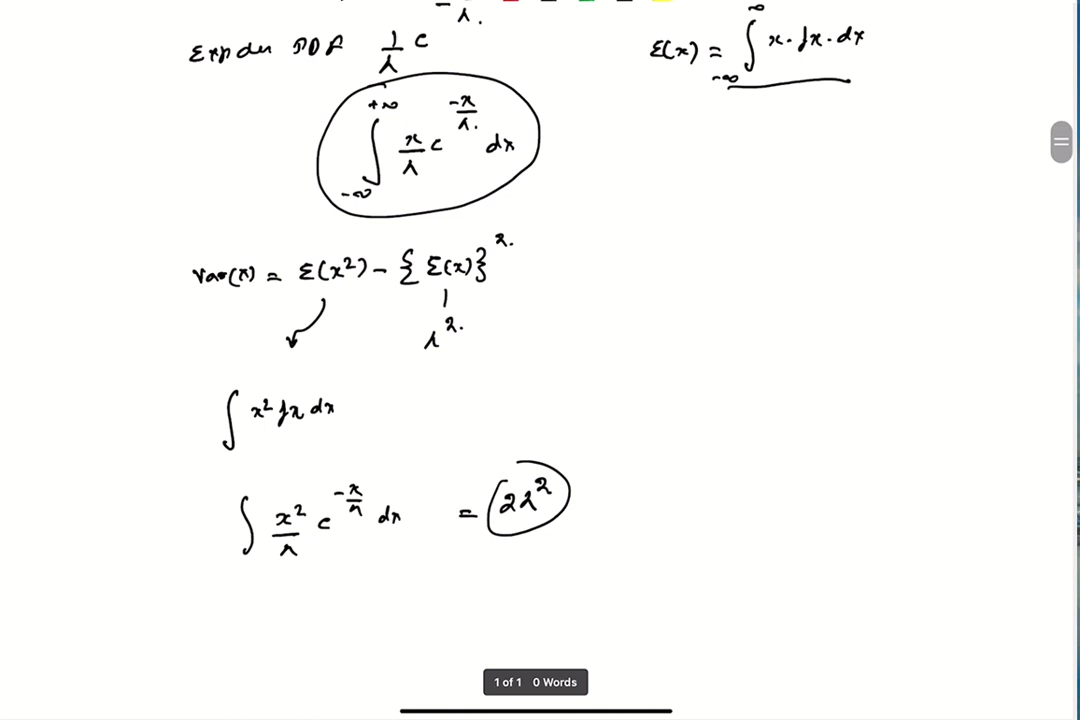 Expden PDF 1/λ e^(-x/λ.)
E(x) = ∫_{-∞}^{∞} x. fx. dx
∫_{-∞}^{+∞} x/λ e^(-x/λ.) dx
Var(x) = E(x²) - {E(x)}².
λ².
∫ x² fx dx
∫ x²/λ e^(-x/λ) dx = 2λ²
1 of 1 0 Words